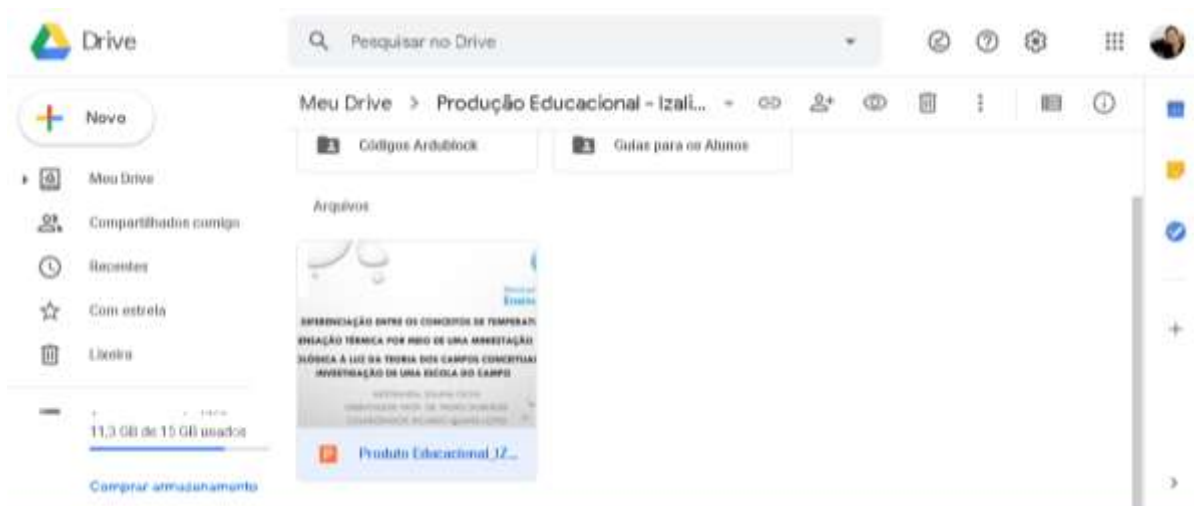 Drive
Pesquisar no Drive
Novo
Meu Drive > Produção Educacional - Izali...
Códigos Ardublock
Guias para os Alunos
Meu Drive
Compartilhados comigo
Recentes
Com estrela
Lixeira
Arquivos
DIFERENCIAÇÃO ENTRE OS CONCEITOS DE TEMPERAT
ENSAÇÃO TÉRMICA POR MEIO DE UMA MINIESTAÇÃO
OLÓGICA À LUZ DA TEORIA DOS CAMPOS CONCEITUAI
INVESTIGAÇÃO DE UMA ESCOLA DO CAMPO
Produto Educacional_IZ...
11,3 GB de 15 GB usados
Comprar armazenamento